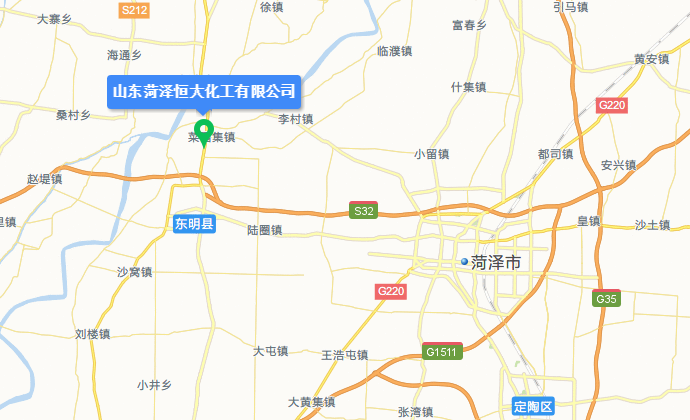 徐镇
引马镇
S212
大寨乡
富春乡
海通乡
临濮镇
黄安镇
山东菏泽恒大化工有限公司
什集镇
G220
桑村乡
李村镇
集镇
小留镇
都司镇
安兴镇
赵堤镇
S32
东明县
皇镇
沙土镇
陆圈镇
菏泽市
沙窝镇
G220
G35
刘楼镇
大屯镇
王浩屯镇
G1511
小井乡
大黄集镇
张湾镇
定陶区